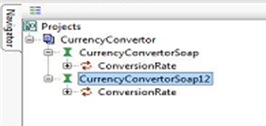 Navigator
Projects
CurrencyConvertor
CurrencyConvertorSoap
ConversionRate
CurrencyConvertorSoap12
ConversionRate